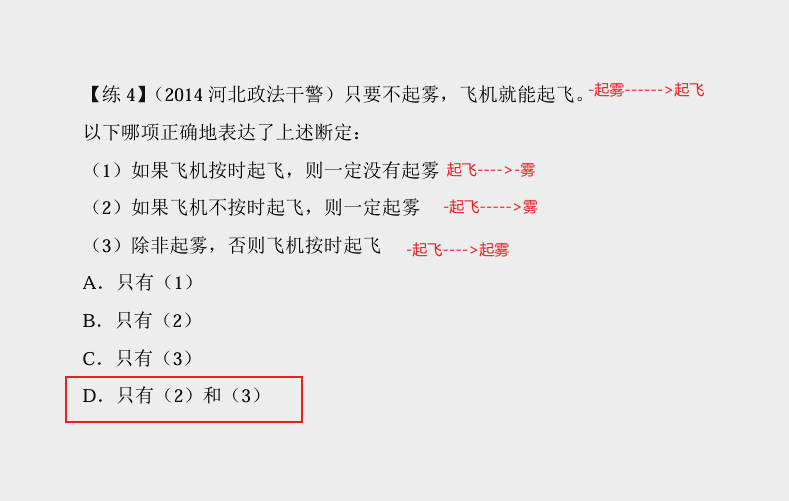 【练 4】（2014 河北政法干警）只要不起雾，飞机就能起飞。-起雾------>起飞
以下哪项正确地表达了上述断定：
（1）如果飞机按时起飞，则一定没有起雾 起飞---->-雾
（2）如果飞机不按时起飞，则一定起雾 -起飞----->雾
（3）除非起雾，否则飞机按时起飞 -起飞---->起雾
A．只有（1）
B．只有（2）
C．只有（3）
D．只有（2）和（3）